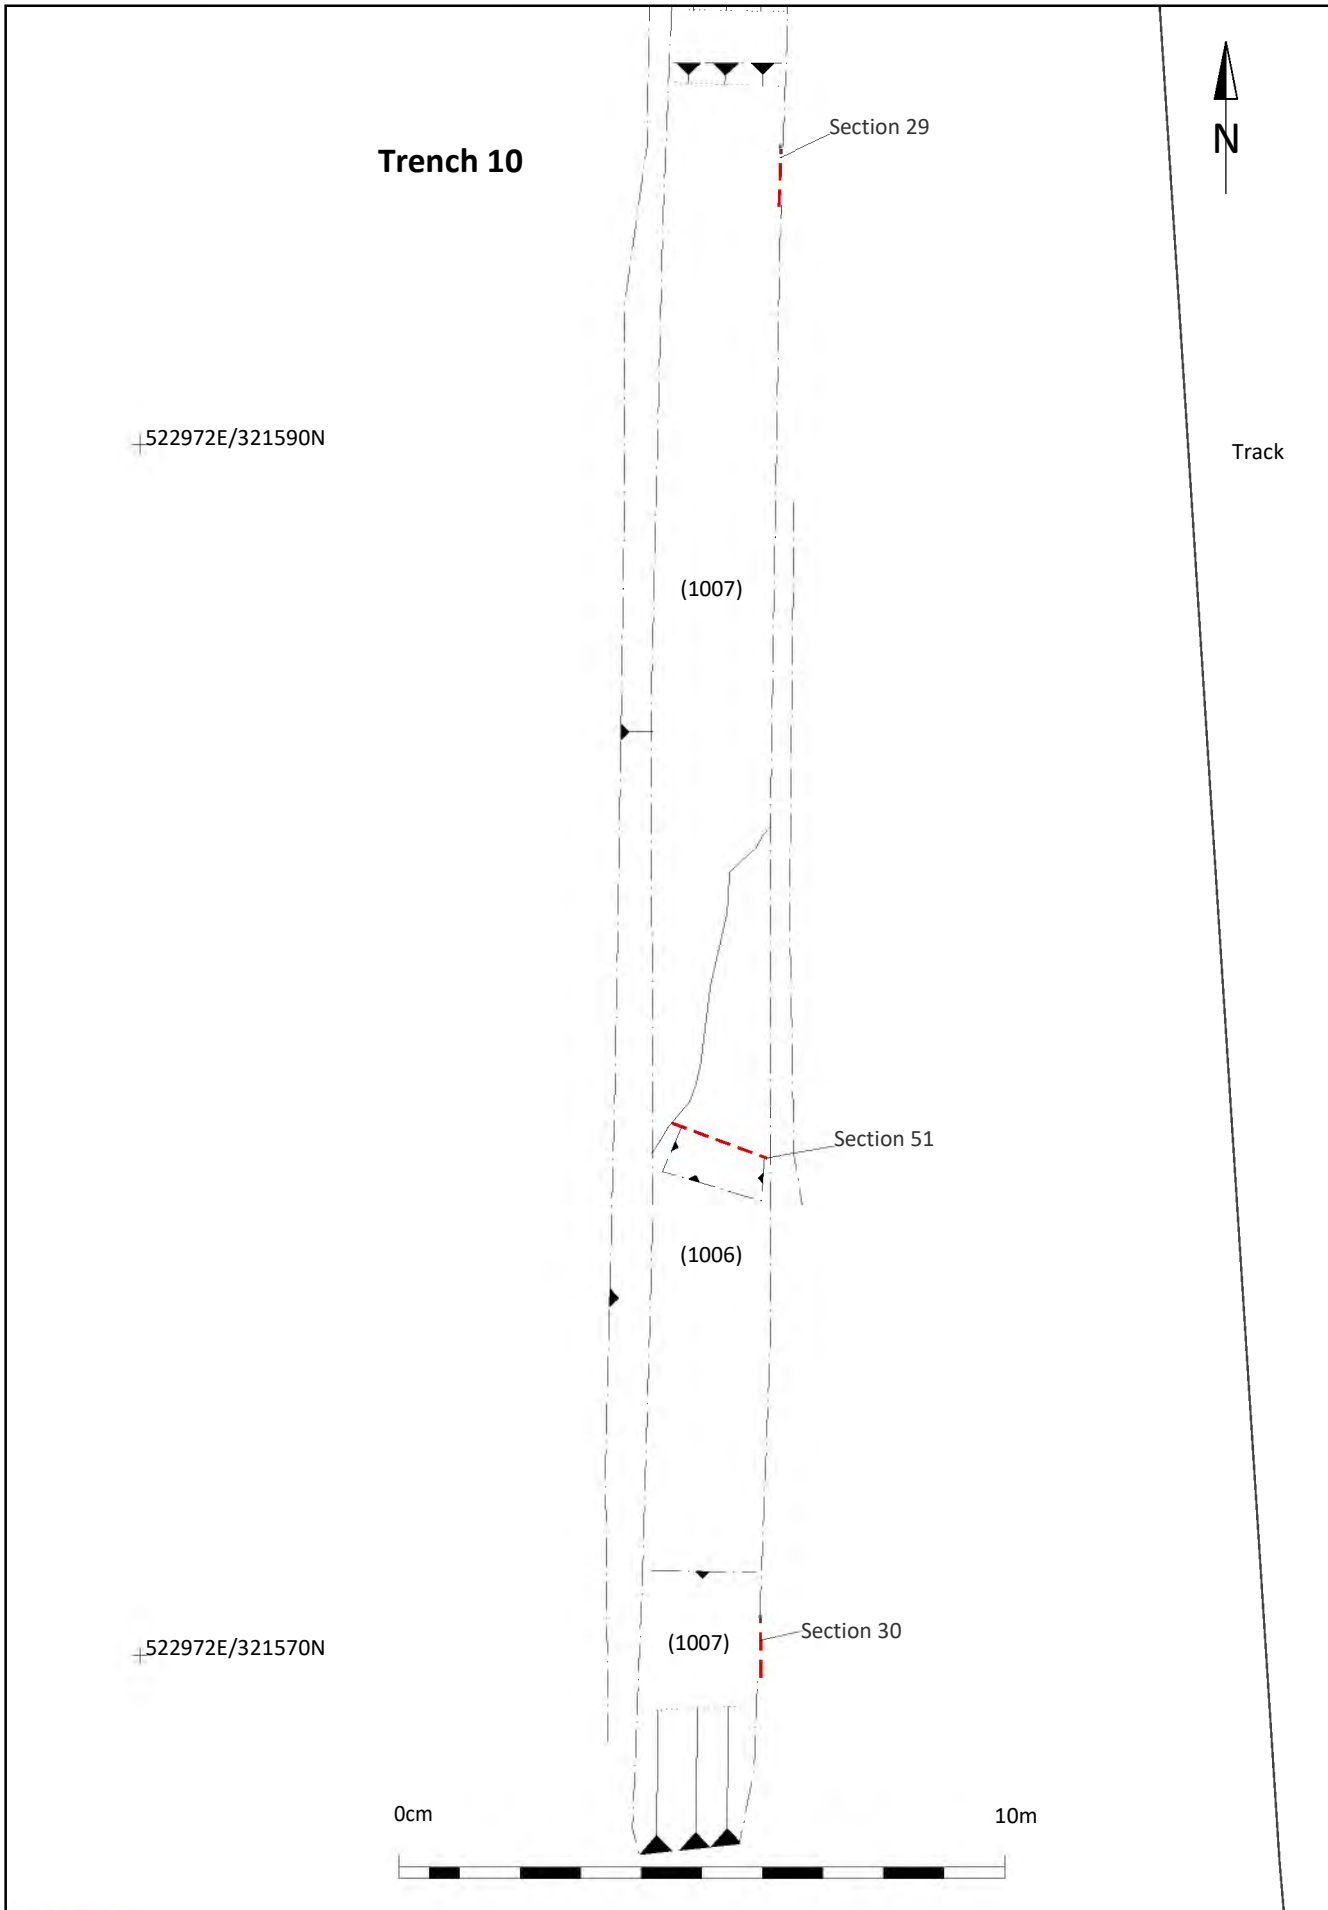 Section 29
N
Trench 10
522972E/321590N
Track
(1007)
Section 51
(1006)
Section 30
(1007)
522972E/321570N
0cm
10m